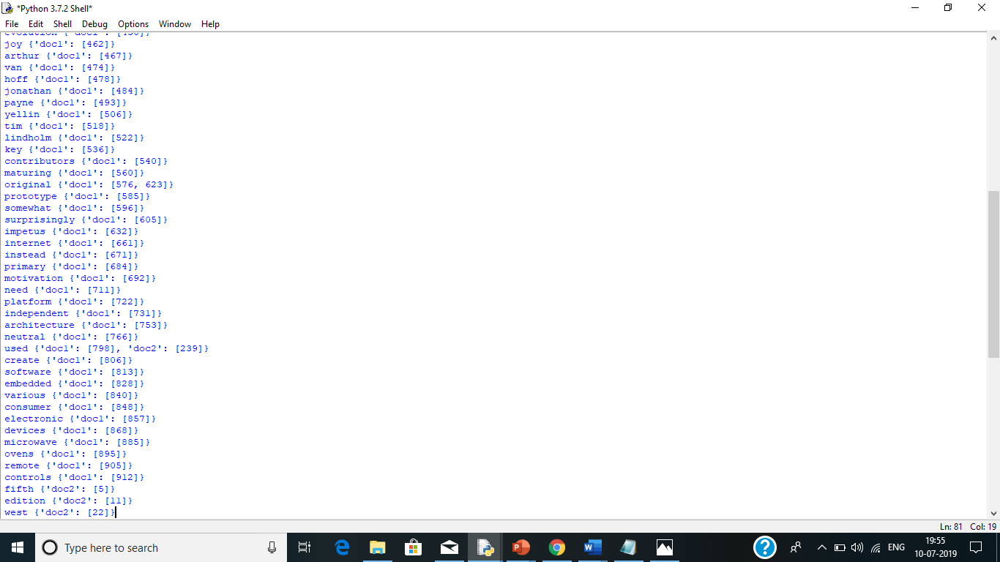 *Python 3.7.2 Shell*
File Edit Shell Debug Options Window Help
evolution {'doc1': [450]}
joy {'doc1': [462]}
arthur {'doc1': [467]}
van {'doc1': [474]}
hoff {'doc1': [478]}
jonathan {'doc1': [484]}
payne {'doc1': [493]}
yellin {'doc1': [506]}
tim {'doc1': [518]}
lindholm {'doc1': [522]}
key {'doc1': [536]}
contributors {'doc1': [540]}
maturing {'doc1': [560]}
original {'doc1': [576, 623]}
prototype {'doc1': [585]}
somewhat {'doc1': [596]}
surprisingly {'doc1': [605]}
impetus {'doc1': [632]}
internet {'doc1': [661]}
instead {'doc1': [671]}
primary {'doc1': [684]}
motivation {'doc1': [692]}
need {'doc1': [711]}
platform {'doc1': [722]}
independent {'doc1': [731]}
architecture {'doc1': [753]}
neutral {'doc1': [766]}
used {'doc1': [798], 'doc2': [239]}
create {'doc1': [806]}
software {'doc1': [813]}
embedded {'doc1': [828]}
various {'doc1': [840]}
consumer {'doc1': [848]}
electronic {'doc1': [857]}
devices {'doc1': [868]}
microwave {'doc1': [885]}
ovens {'doc1': [895]}
remote {'doc1': [905]}
controls {'doc1': [912]}
fifth {'doc2': [5]}
edition {'doc2': [11]}
west {'doc2': [22]}
Ln: 81 Col: 19
Type here to search
ENG
19:55
10-07-2019